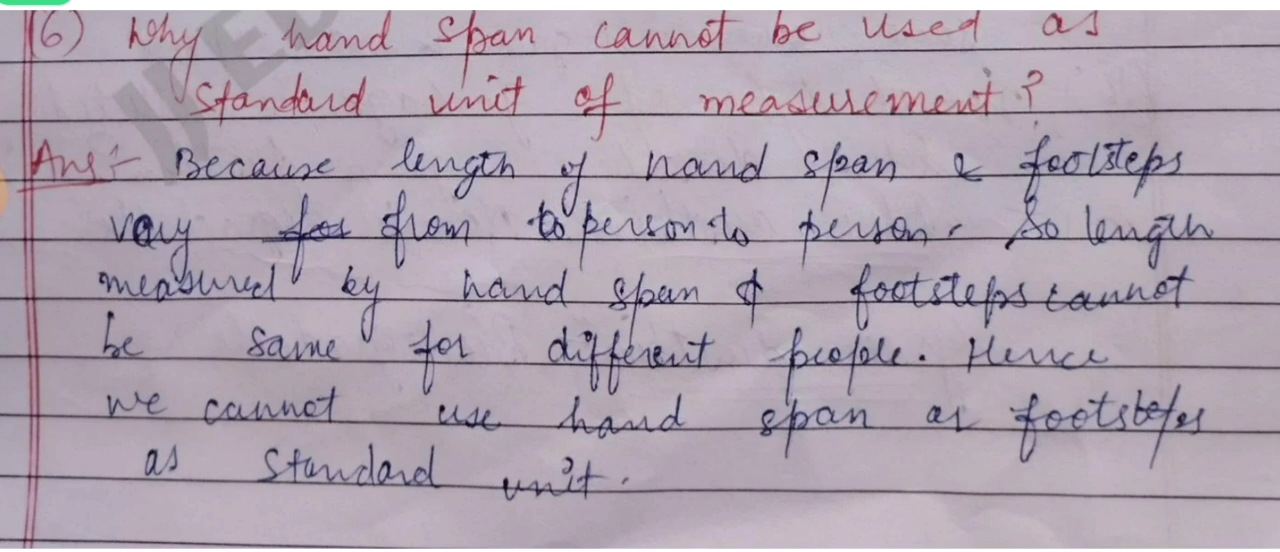 (6) Why hand span cannot be used as
standard unit of measurement?
Ans:- Because length of hand span & footsteps
vary for from to person to person. So length
measured by hand span & footsteps cannot
be same for different people. Hence
we cannot use hand span or footsteps
as standard unit.